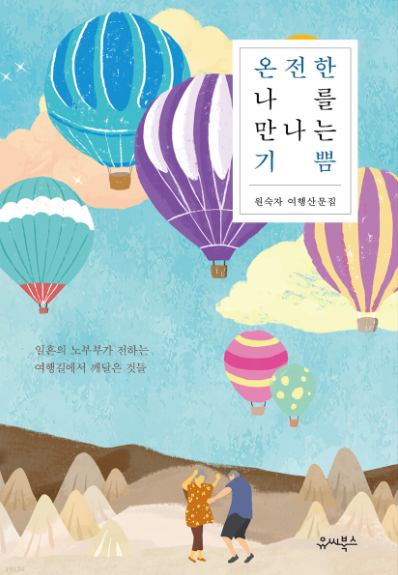 온전한
나를
만나는
기쁨
원숙자 여행산문집
일흔의 노부부가 전하는
여행길에서 깨달은 것들
유씨북스